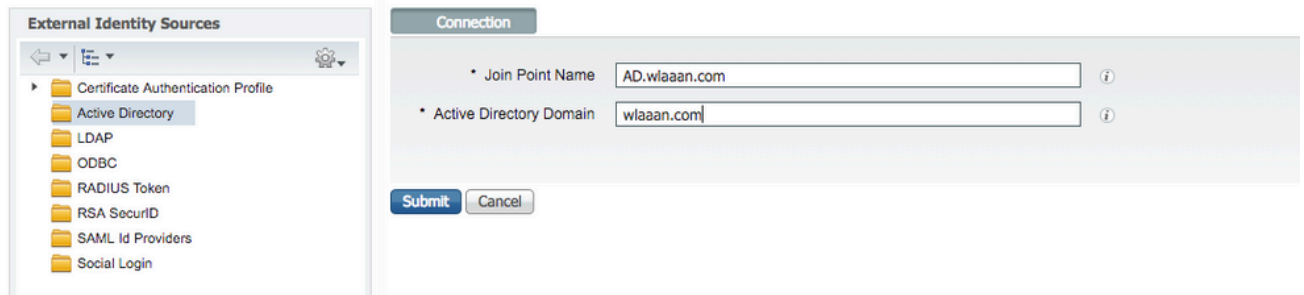 External Identity Sources
Certificate Authentication Profile
Active Directory
LDAP
ODBC
RADIUS Token
RSA SecurID
SAML Id Providers
Social Login
Connection
* Join Point Name AD.wlaaan.com
* Active Directory Domain wlaaan.com
Submit Cancel